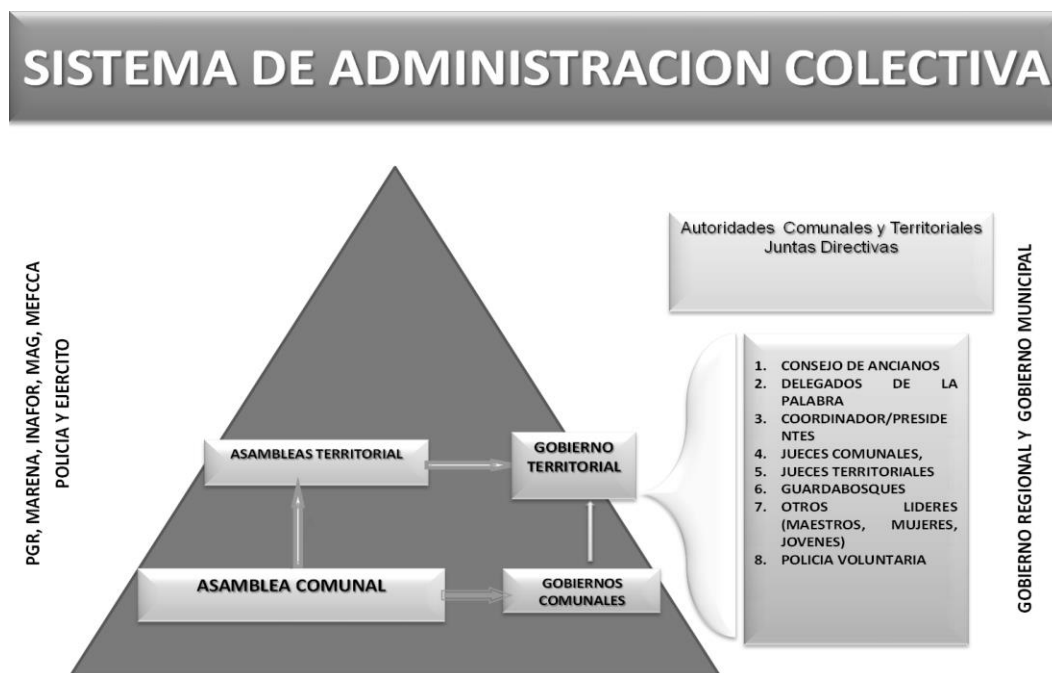 SISTEMA DE ADMINISTRACION COLECTIVA
PGR, MARENA, INAFOR, MAG, MEFCCA
POLICIA Y EJERCITO
ASAMBLEAS TERRITORIAL
GOBIERNO
TERRITORIAL
ASAMBLEA COMUNAL
GOBIERNOS
COMUNALES
Autoridades Comunales y Territoriales
Juntas Directivas
1. CONSEJO DE ANCIANOS
2. DELEGADOS DE LA
PALABRA
3. COORDINADOR/PRESIDE
NTES
4. JUECES COMUNALES,
5. JUECES TERRITORIALES
6. GUARDABOSQUES
7. OTROS LIDERES
(MAESTROS, MUJERES,
JOVENES)
8. POLICIA VOLUNTARIA
GOBIERNO REGIONAL Y GOBIERNO MUNICIPAL